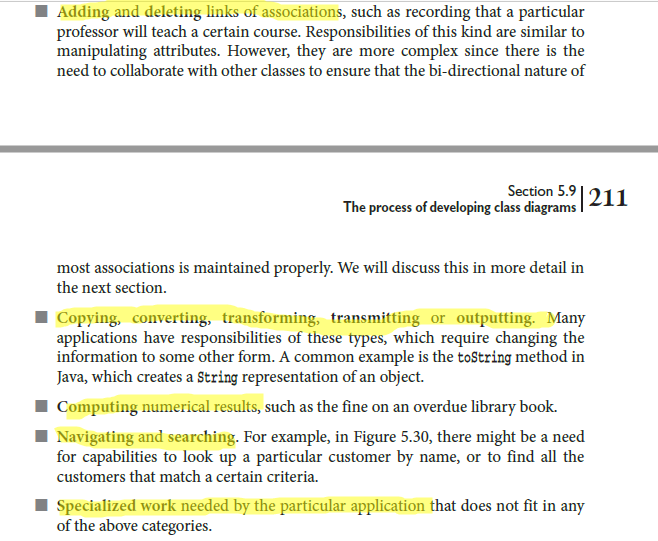 ■ Adding and deleting links of associations, such as recording that a particular
professor will teach a certain course. Responsibilities of this kind are similar to
manipulating attributes. However, they are more complex since there is the
need to collaborate with other classes to ensure that the bi-directional nature of
Section 5.9
The process of developing class diagrams | 211
most associations is maintained properly. We will discuss this in more detail in
the next section.
■ Copying, converting, transforming, transmitting or outputting. Many
applications have responsibilities of these types, which require changing the
information to some other form. A common example is the toString method in
Java, which creates a String representation of an object.
■ Computing numerical results, such as the fine on an overdue library book.
■ Navigating and searching. For example, in Figure 5.30, there might be a need
for capabilities to look up a particular customer by name, or to find all the
customers that match a certain criteria.
■ Specialized work needed by the particular application that does not fit in any
of the above categories.